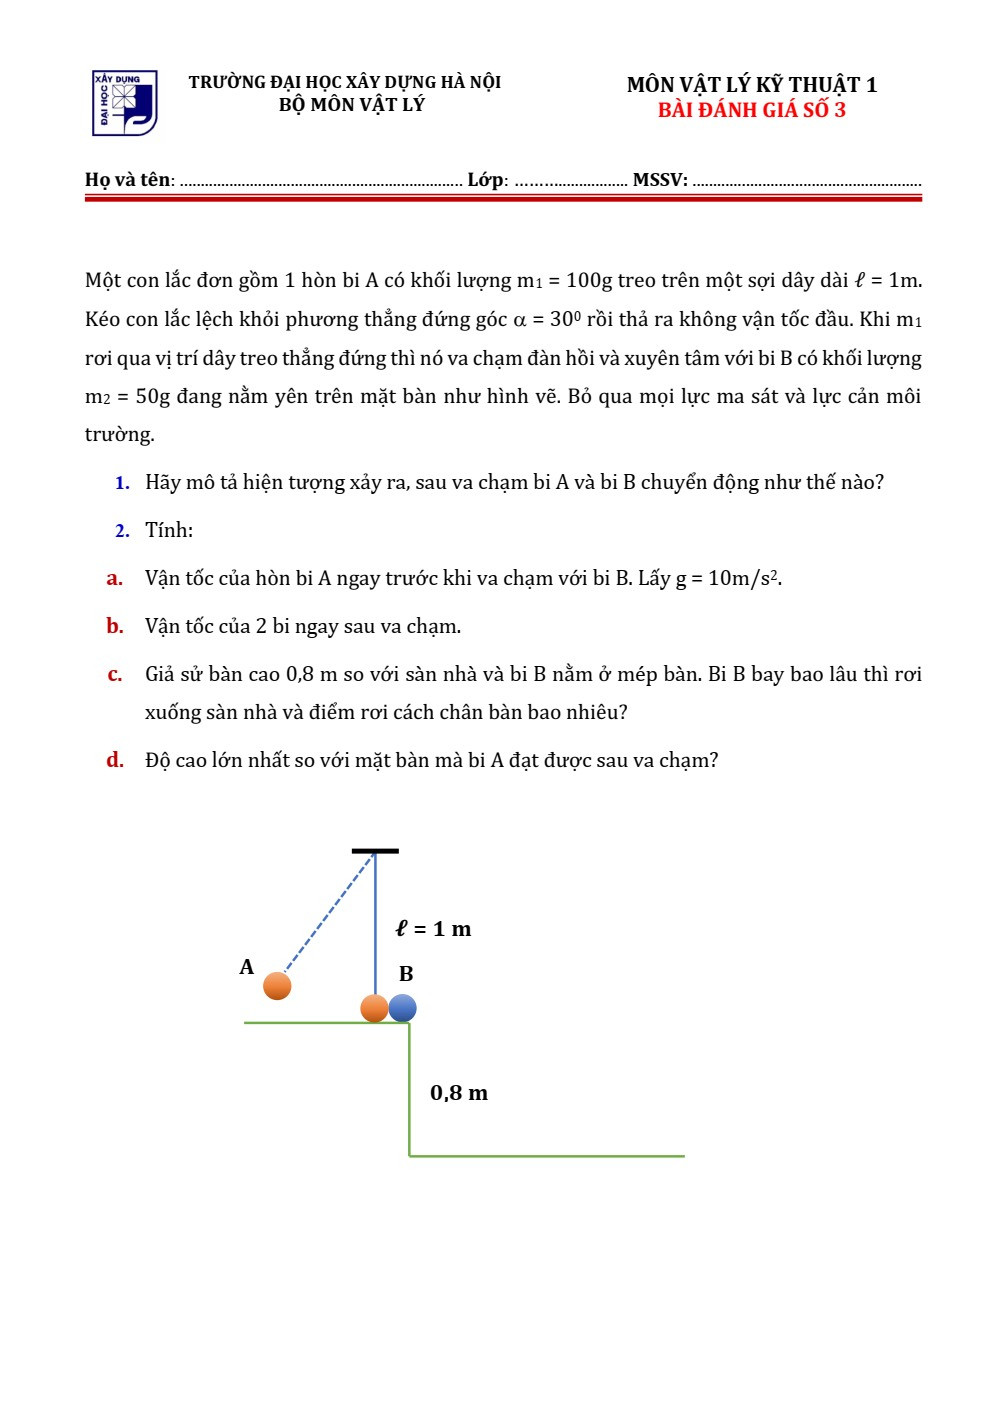 XÂY DỰNG
ĐẠI HỌC
TRƯỜNG ĐẠI HỌC XÂY DỰNG HÀ NỘI
BỘ MÔN VẬT LÝ
MÔN VẬT LÝ KỸ THUẬT 1
BÀI ĐÁNH GIÁ SỐ 3
Họ và tên: ..................................................................... Lớp: ........................... MSSV: ........................................................
Một con lắc đơn gồm 1 hòn bi A có khối lượng m₁ = 100g treo trên một sợi dây dài ℓ = 1m.
Kéo con lắc lệch khỏi phương thẳng đứng góc α = 30⁰ rồi thả ra không vận tốc đầu. Khi m₁
rơi qua vị trí dây treo thẳng đứng thì nó va chạm đàn hồi và xuyên tâm với bi B có khối lượng
m₂ = 50g đang nằm yên trên mặt bàn như hình vẽ. Bỏ qua mọi lực ma sát và lực cản môi
trường.
1. Hãy mô tả hiện tượng xảy ra, sau va chạm bi A và bi B chuyển động như thế nào?
2. Tính:
a. Vận tốc của hòn bi A ngay trước khi va chạm với bi B. Lấy g = 10m/s².
b. Vận tốc của 2 bi ngay sau va chạm.
c. Giả sử bàn cao 0,8 m so với sàn nhà và bi B nằm ở mép bàn. Bi B bay bao lâu thì rơi
xuống sàn nhà và điểm rơi cách chân bàn bao nhiêu?
d. Độ cao lớn nhất so với mặt bàn mà bi A đạt được sau va chạm?
ℓ = 1 m
A
B
0,8 m